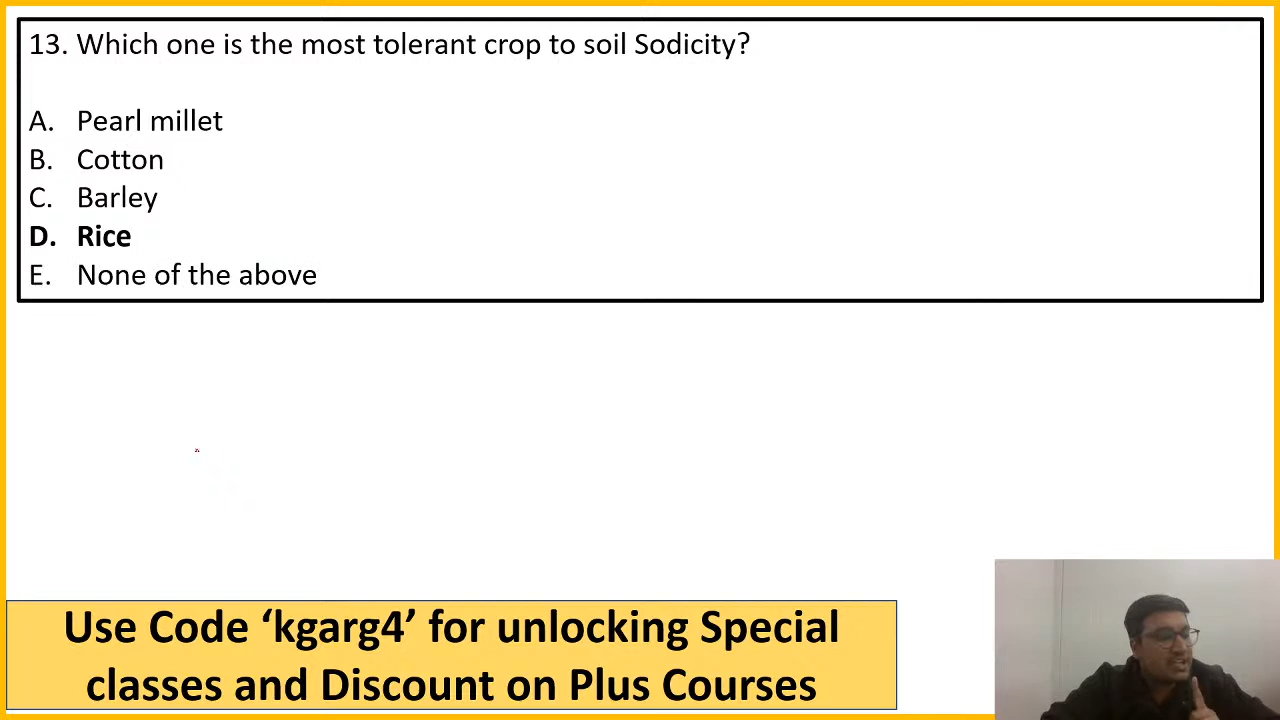 13. Which one is the most tolerant crop to soil Sodicity?
A. Pearl millet
B. Cotton
C. Barley
D. Rice
E. None of the above
Use Code ‘kgarg4’ for unlocking Special
classes and Discount on Plus Courses